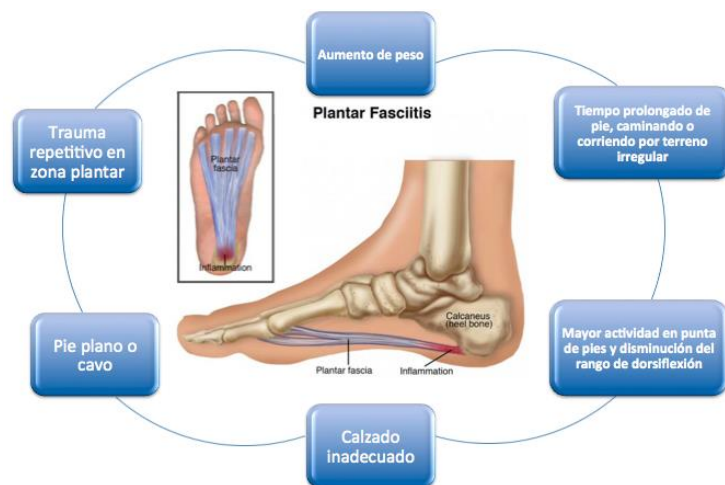 Aumento de peso
Plantar Fasciitis
Tiempo prolongado de
pie, caminando o
corriendo por terreno
irregular
Trauma
repetitivo en
zona plantar
Plantar
fascia
Inflammation
Calcaneus
(heel bone)
Plantar fascia
Inflammation
Mayor actividad en punta
de pies y disminución del
rango de dorsiflexión
Pie plano o
cavo
Calzado
inadecuado